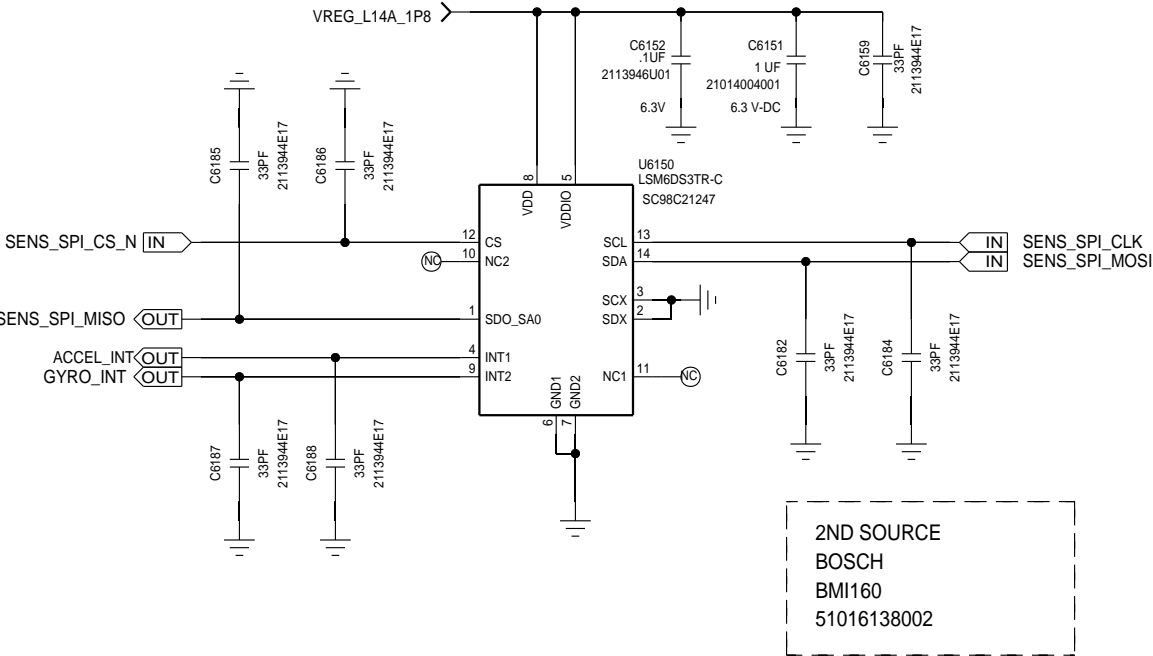 VREG_L14A_1P8
C6152
.1UF
2113946U01
6.3V
C6151
1 UF
21014004001
6.3 V-DC
C6159
33PF
2113944E17
C6185
33PF
2113944E17
C6186
33PF
2113944E17
U6150
LSM6DS3TR-C
SC98C21247
8
VDD
5
VDDIO
SENS_SPI_CS_N IN
12 CS
NC 10 NC2
SENS_SPI_MISO OUT
1 SDO_SA0
ACCEL_INT OUT
4 INT1
GYRO_INT OUT
9 INT2
SCL 13
IN SENS_SPI_CLK
SDA 14
IN SENS_SPI_MOSI
SCX 3
SDX 2
NC1 11 NC
GND1
6
GND2
7
C6187
33PF
2113944E17
C6188
33PF
2113944E17
C6182
33PF
2113944E17
C6184
33PF
2113944E17
2ND SOURCE
BOSCH
BMI160
51016138002